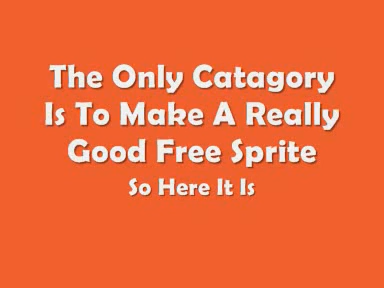 The Only Catagory
Is To Make A Really
Good Free Sprite
So Here It Is